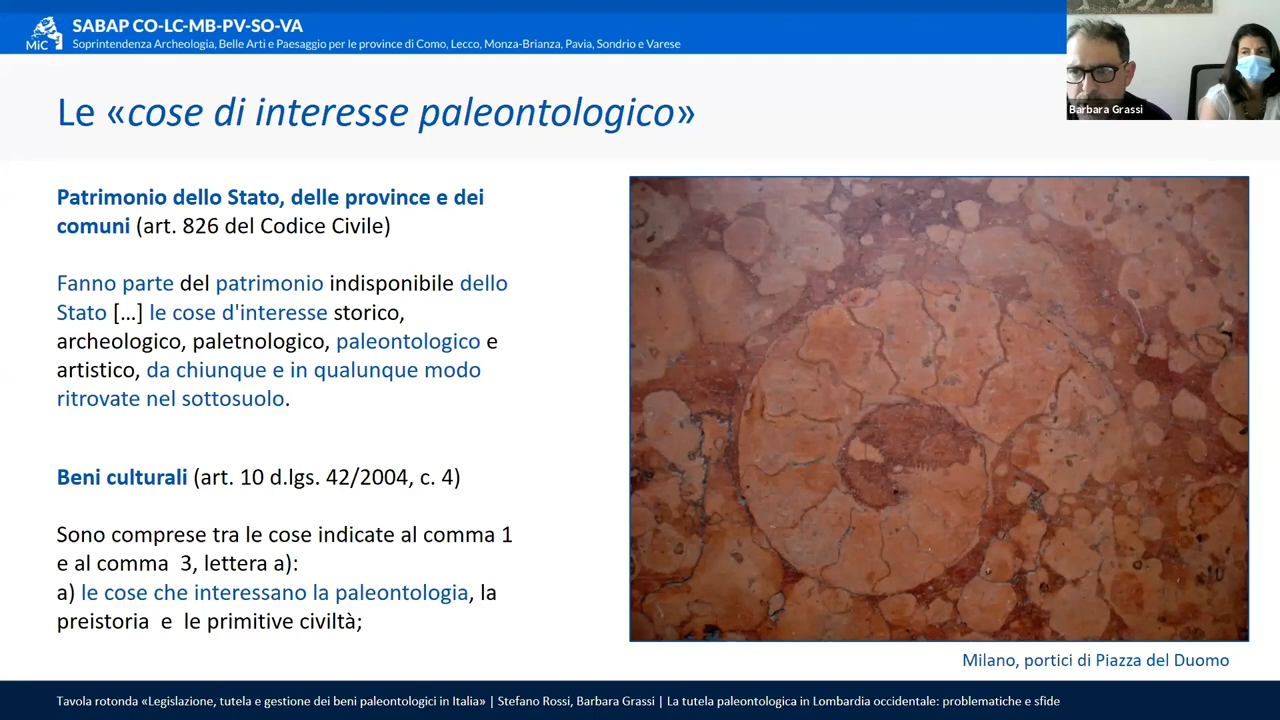 MiC
SABAP CO-LC-MB-PV-SO-VA
Soprintendenza Archeologia, Belle Arti e Paesaggio per le province di Como, Lecco, Monza-Brianza, Pavia, Sondrio e Varese
Barbara Grassi
Le «cose di interesse paleontologico»
Patrimonio dello Stato, delle province e dei
comuni (art. 826 del Codice Civile)
Fanno parte del patrimonio indisponibile dello
Stato [...] le cose d'interesse storico,
archeologico, paletnologico, paleontologico e
artistico, da chiunque e in qualunque modo
ritrovate nel sottosuolo.
Beni culturali (art. 10 d.lgs. 42/2004, c. 4)
Sono comprese tra le cose indicate al comma 1
e al comma 3, lettera a):
a) le cose che interessano la paleontologia, la
preistoria e le primitive civiltà;
Milano, portici di Piazza del Duomo
Tavola rotonda «Legislazione, tutela e gestione dei beni paleontologici in Italia» | Stefano Rossi, Barbara Grassi | La tutela paleontologica in Lombardia occidentale: problematiche e sfide